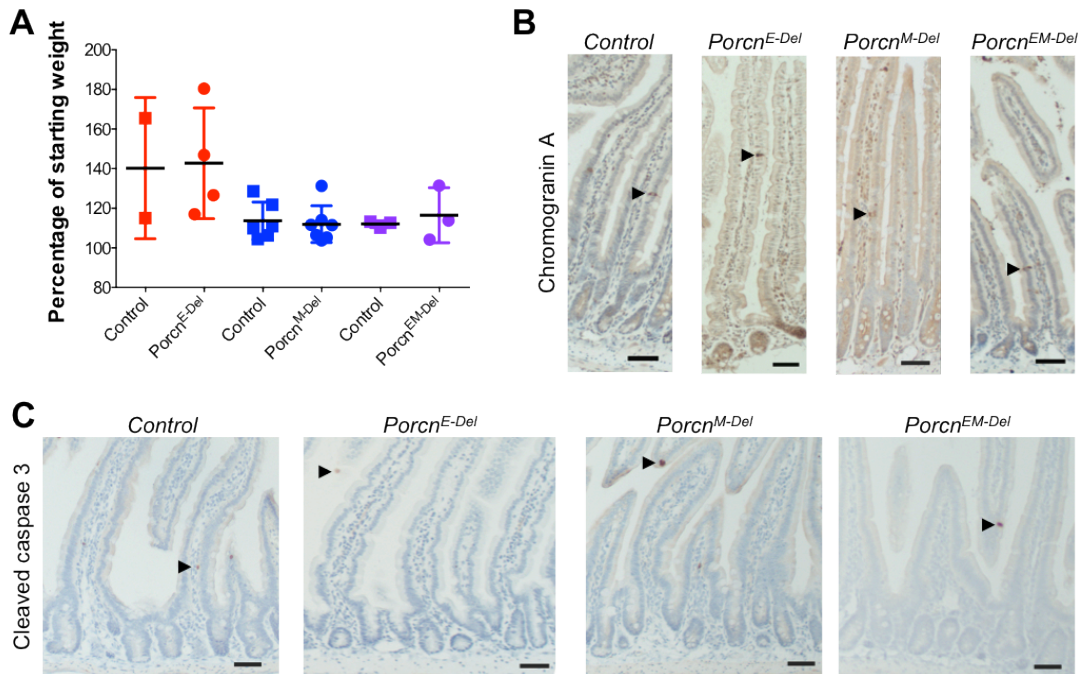 A
Percentage of starting weight
200
180
160
140
120
100
80
Control
Porcn^E-Del
Control
Porcn^M-Del
Control
Porcn^EM-Del
B
Control
Porcn^E-Del
Porcn^M-Del
Porcn^EM-Del
Chromogranin A
C
Control
Porcn^E-Del
Porcn^M-Del
Porcn^EM-Del
Cleaved caspase 3